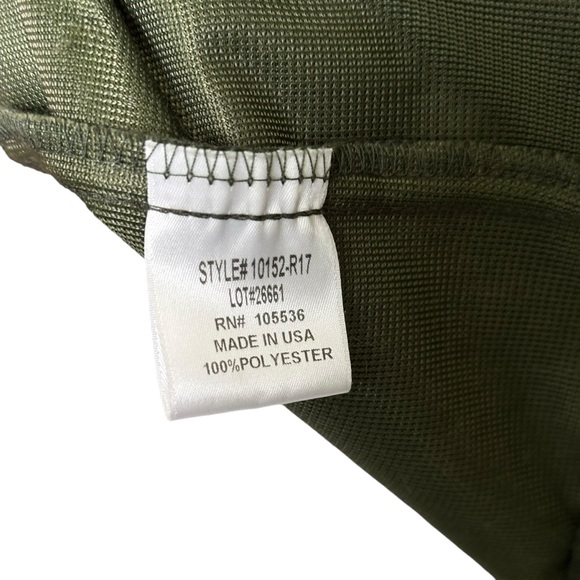 STYLE# 10152-R17
LOT#26661
RN# 105536
MADE IN USA
100%POLYESTER